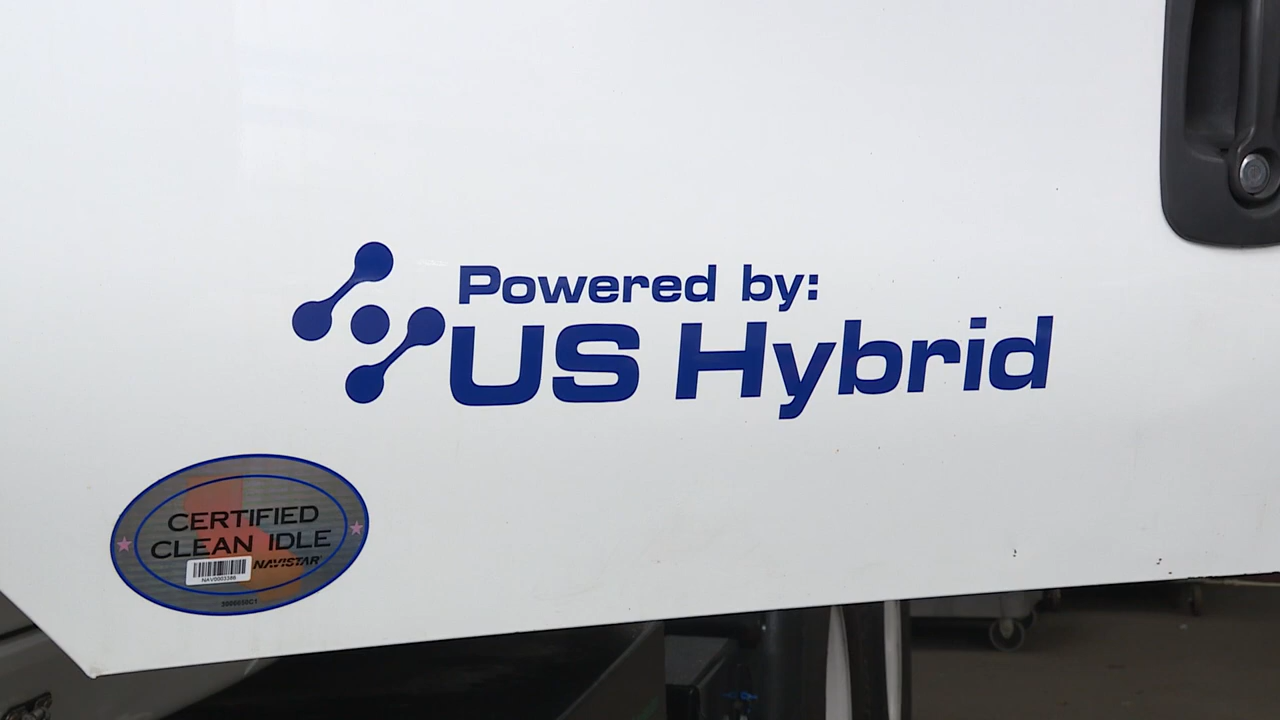 Powered by:
US Hybrid
CERTIFIED
CLEAN IDLE
NAVISTAR